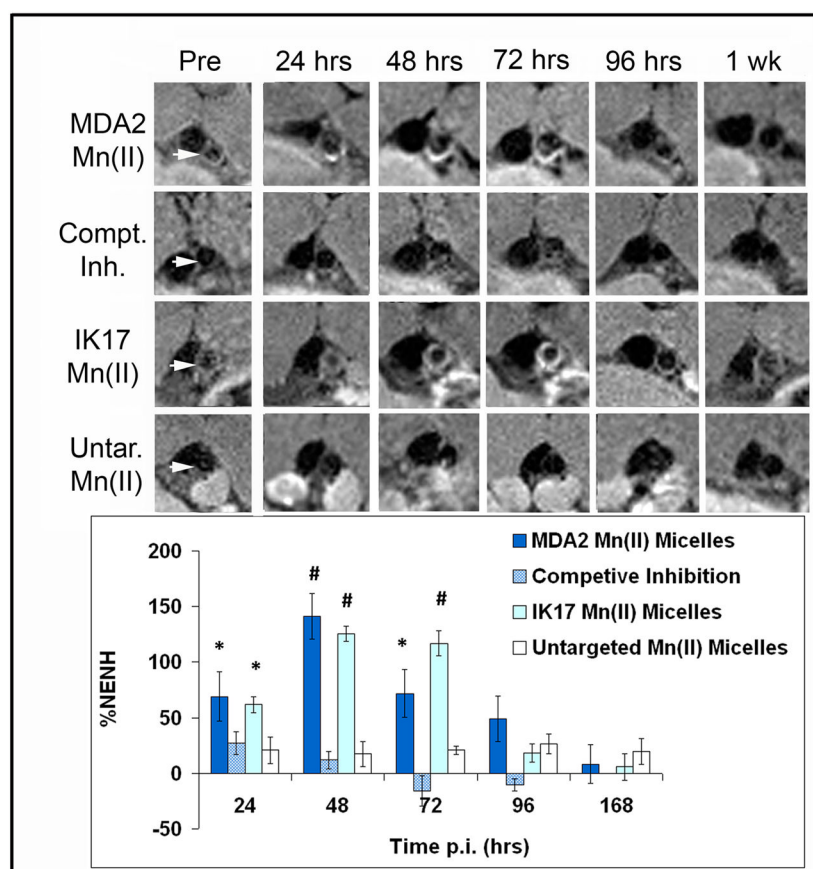 Pre 24 hrs 48 hrs 72 hrs 96 hrs 1 wk
MDA2
Mn(II)
Compt.
Inh.
IK17
Mn(II)
Untar.
Mn(II)
200
150
100
50
0
-50
%NENH
* *
# #
* #
MDA2 Mn(II) Micelles
Competive Inhibition
IK17 Mn(II) Micelles
Untargeted Mn(II) Micelles
24 48 72 96 168
Time p.i. (hrs)